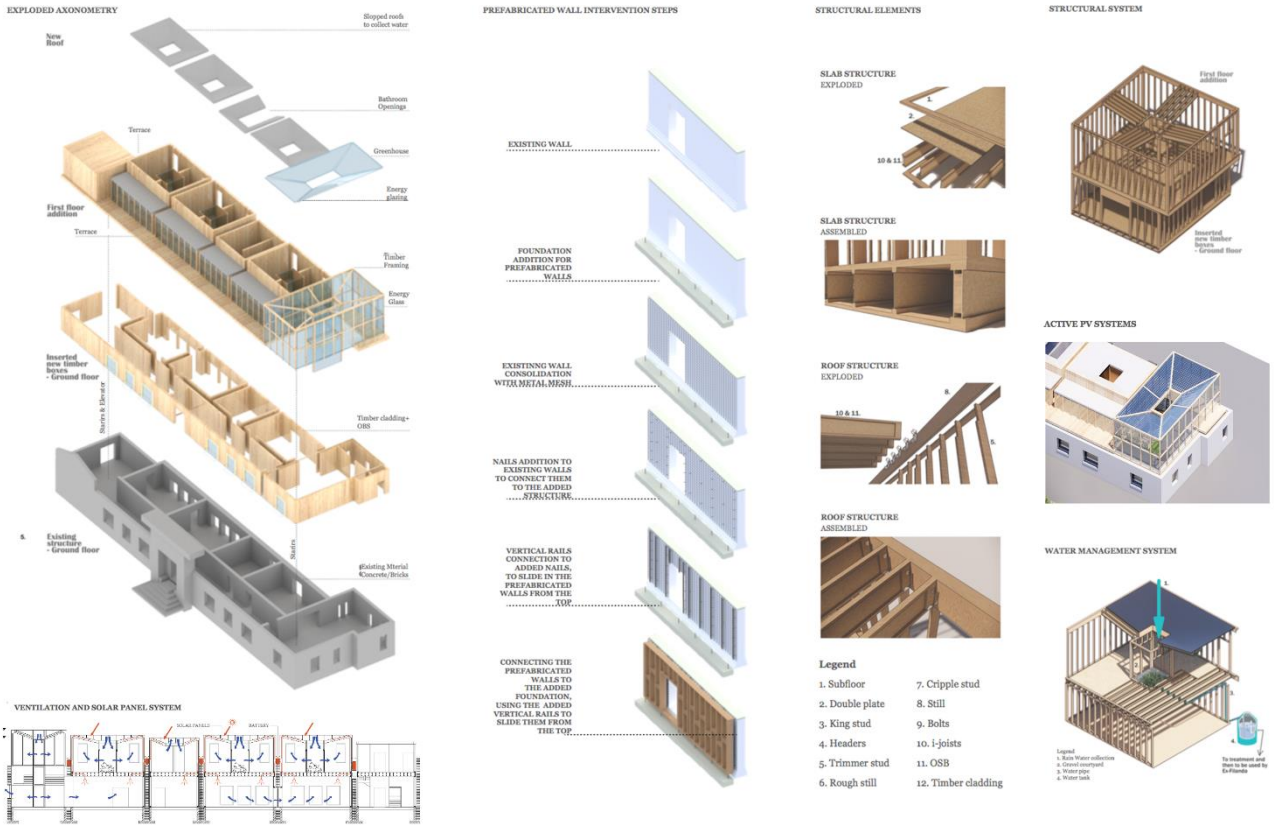 EXPLODED AXONOMETRY
Slopped roofs
to collect water
New
Roof
Bathroom
Openings
Terrace
Greenhouse
Energy
glazing
First floor
addition
Terrace
Timber
Framing
Energy
Glass
Inserted
new timber
boxes
- Ground floor
Stairs & Elevator
Timber cladding+
OBS
Stairs
5.
Existing
structure
- Ground floor
Existing Mterial
Concrete/Bricks
VENTILATION AND SOLAR PANEL SYSTEM
SOLAR PANELS
BATTERY
PREFABRICATED WALL INTERVENTION STEPS
EXISTING WALL
FOUNDATION
ADDITION FOR
PREFABRICATED
WALLS
EXISTINNG WALL
CONSOLIDATION
WITH METAL MESH
NAILS ADDITION TO
EXISTING WALLS
TO CONNECT THEM
TO THE ADDED
STRUCTURE
VERTICAL RAILS
CONNECTION TO
ADDED NAILS,
TO SLIDE IN THE
PREFABRICATED
WALLS FROM THE
TOP
CONNECTING THE
PREFABRICATED
WALLS TO
THE ADDED
FOUNDATION,
USING THE ADDED
VERTICAL RAILS TO
SLIDE THEM FROM
THE TOP
STRUCTURAL ELEMENTS
SLAB STRUCTURE
EXPLODED
1.
2.
10 & 11.
SLAB STRUCTURE
ASSEMBLED
ROOF STRUCTURE
EXPLODED
8.
10 & 11.
5.
ROOF STRUCTURE
ASSEMBLED
Legend
1. Subfloor
2. Double plate
3. King stud
4. Headers
5. Trimmer stud
6. Rough still
7. Cripple stud
8. Still
9. Bolts
10. i-joists
11. OSB
12. Timber cladding
STRUCTURAL SYSTEM
First floor
addition
Inserted
new timber
boxes
- Ground floor
ACTIVE PV SYSTEMS
WATER MANAGEMENT SYSTEM
1.
2.
3.
4.
Legend
1. Rain Water collection
2. Gravel courtyard
3. Water pipe
4. Water tank
To treatment and
then to be used by
Ex-Filanda